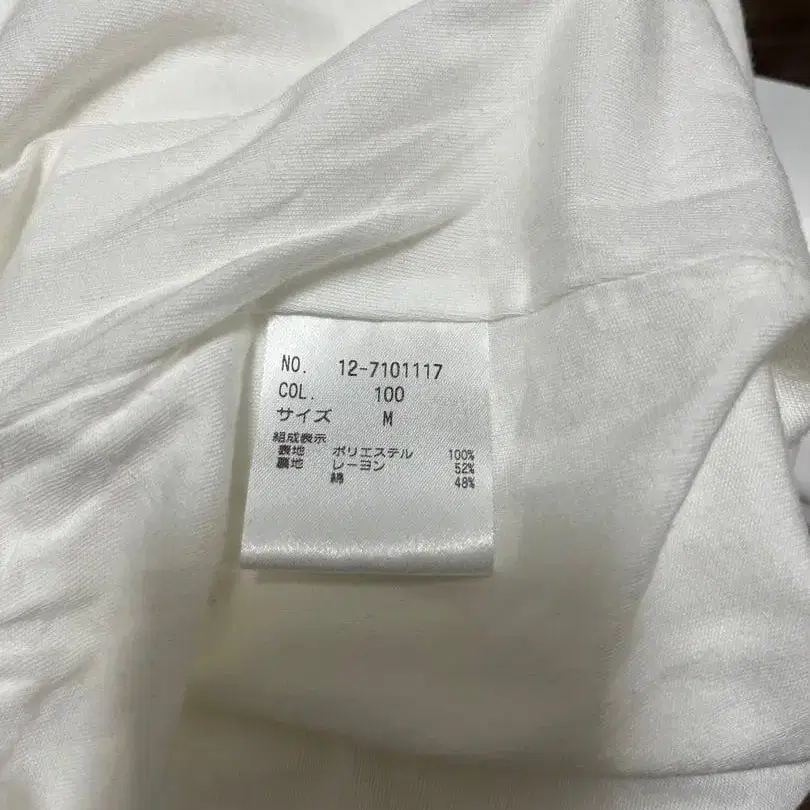 NO. 12-7101117
COL. 100
サイズ M
組成表示
表地 ポリエステル 100%
裏地 レーヨン 52%
綿 48%